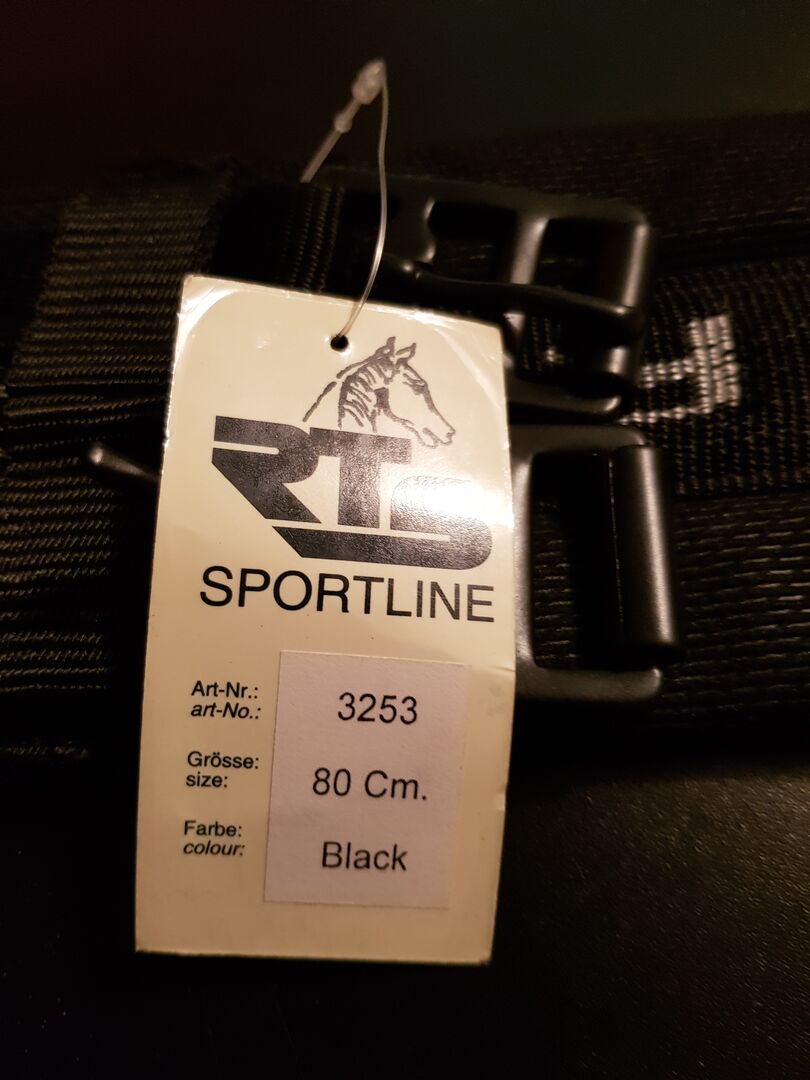 RTS
SPORTLINE
Art-Nr.:
art-No.:
3253
Grösse:
size:
80 Cm.
Farbe:
colour:
Black